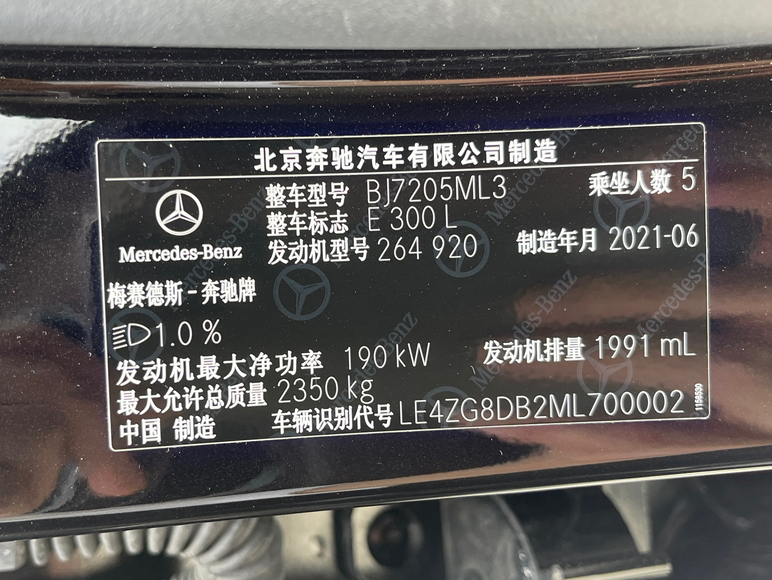 北京奔驰汽车有限公司制造
整车型号 BJ7205ML3 乘坐人数 5
整车标志 E 300 L
发动机型号 264 920 制造年月 2021-06
Mercedes-Benz
梅赛德斯-奔驰牌
1.0 %
发动机最大净功率 190 kW 发动机排量 1991 mL
最大允许总质量 2350 kg
中国 制造 车辆识别代号 LE4ZG8DB2ML700002
1156530